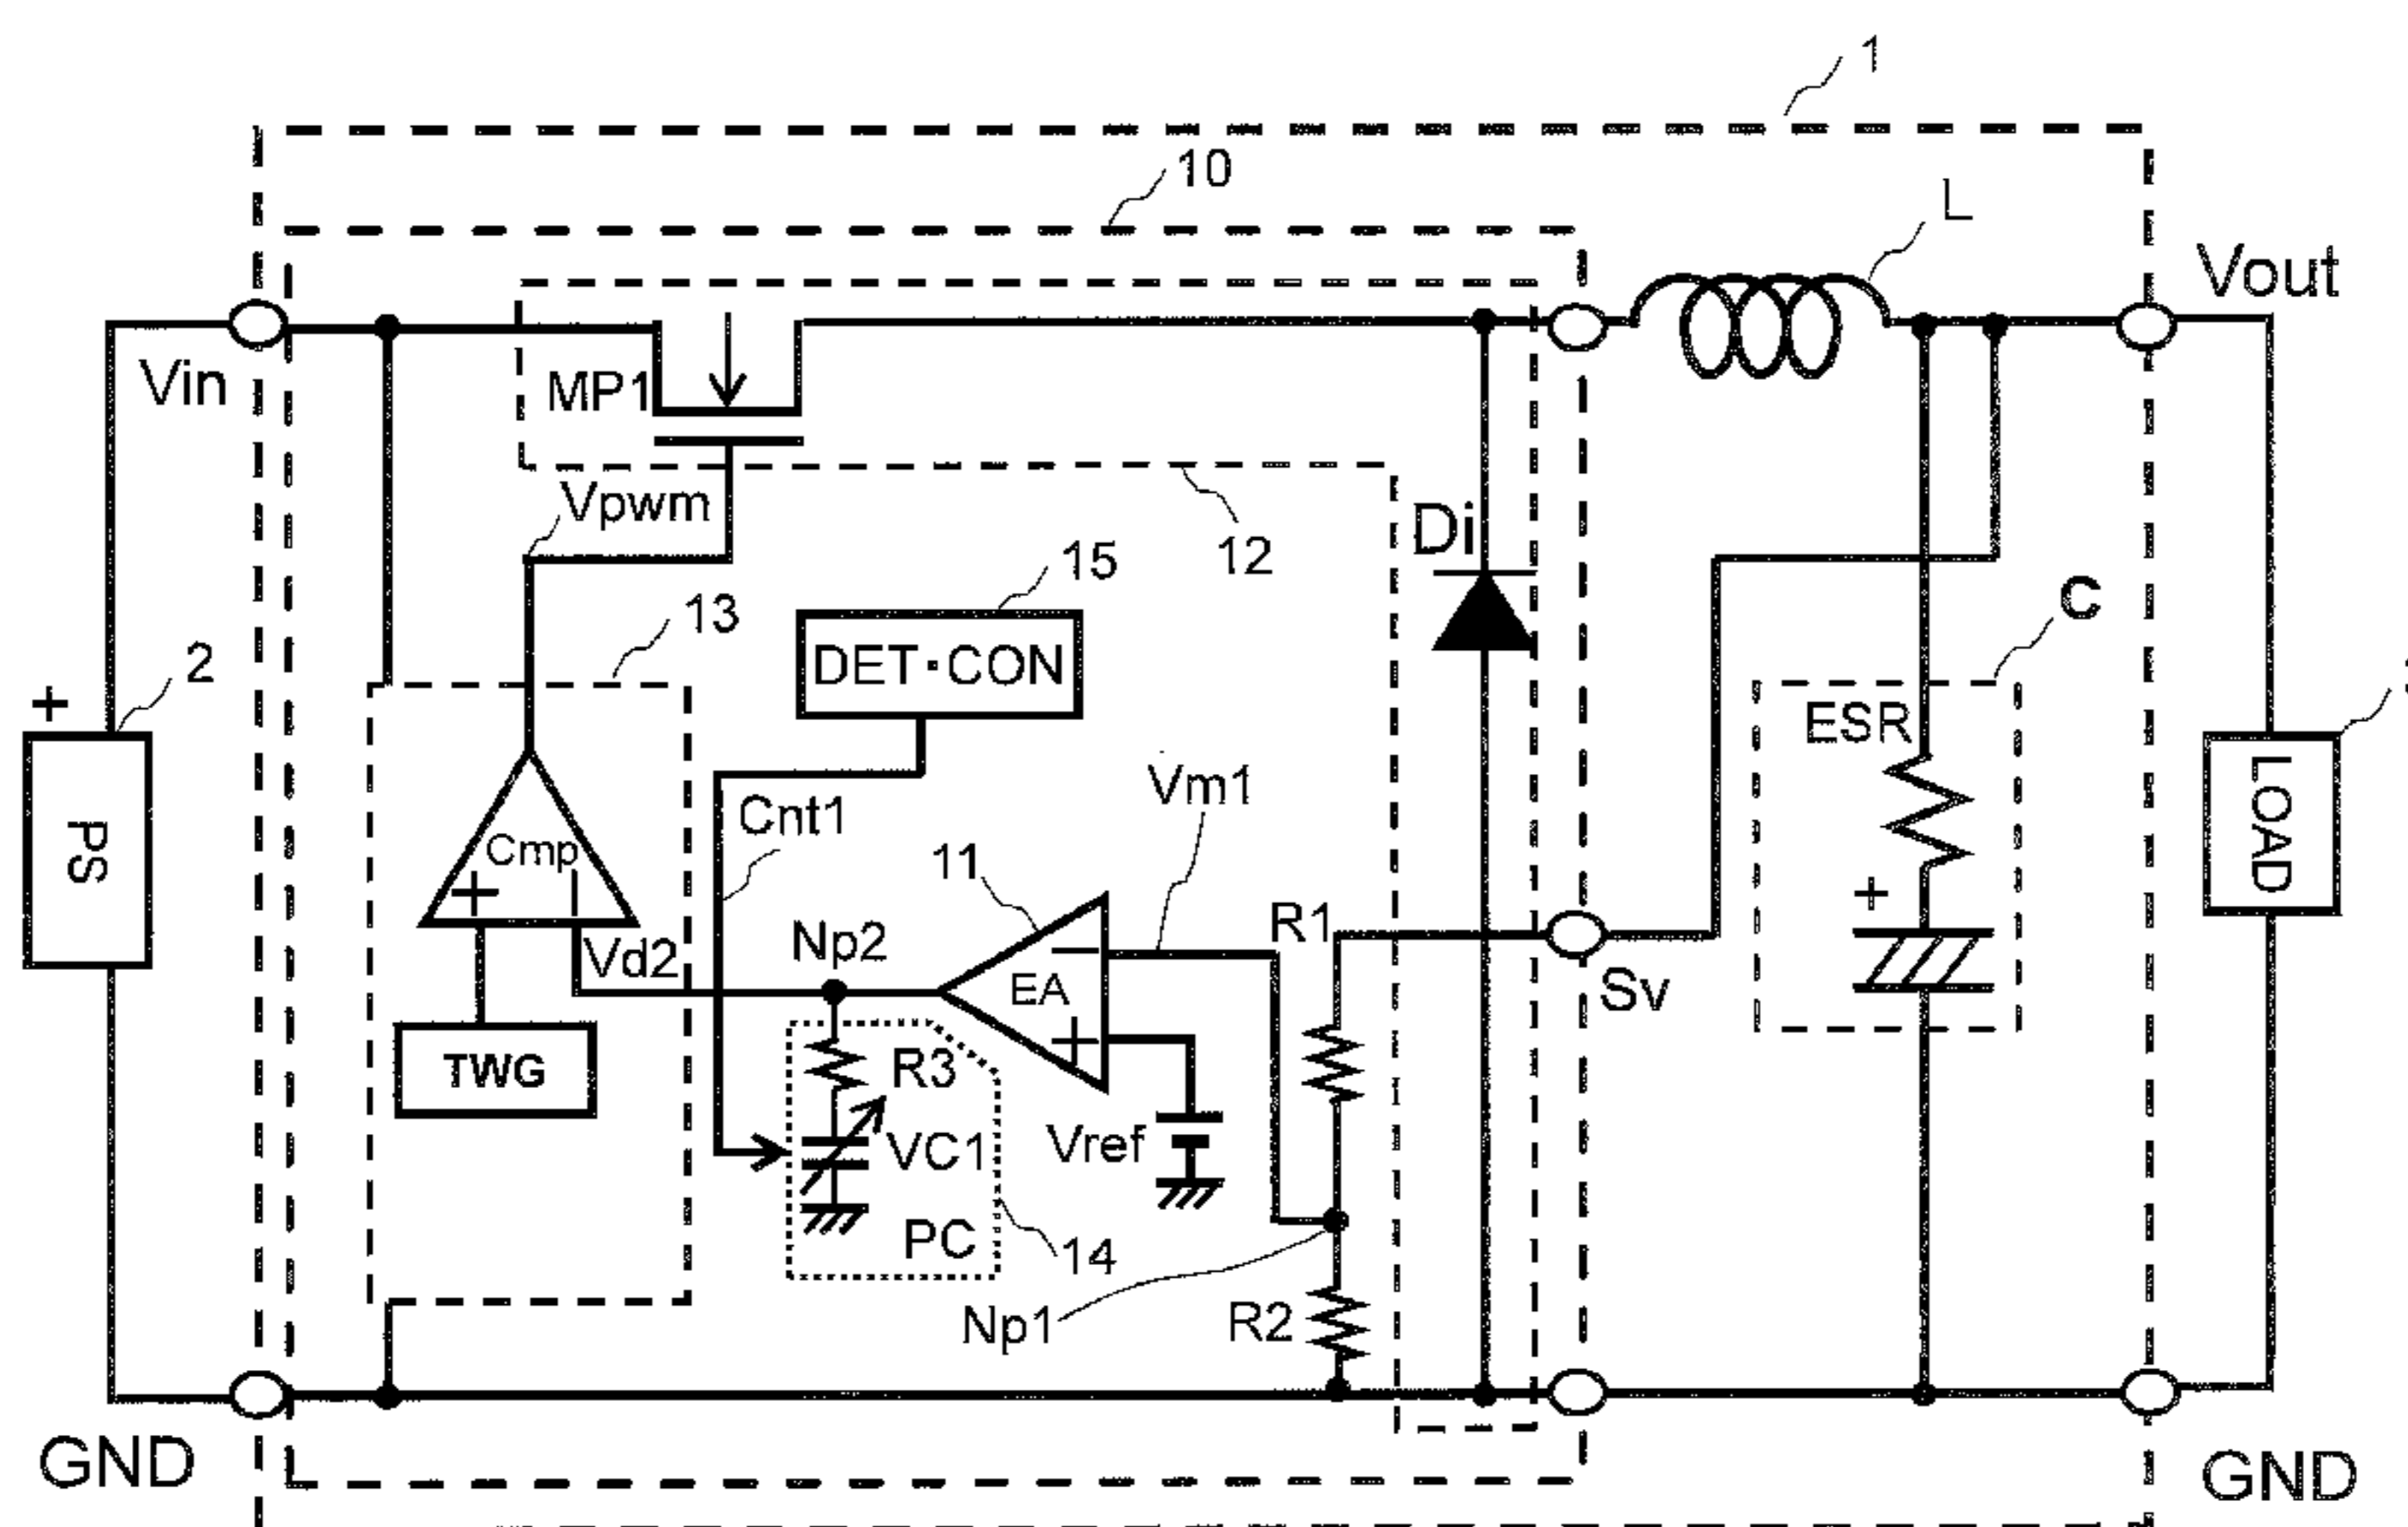 1
10
L
Vout
Vin
MP1
Vpwm
12
Di
15
C
13
DET·CON
2
+
ESR
PS
Cnt1
Vm1
LOAD
Cmp
11
+
−
Np2
R1
+
Vd2
−
EA
Sv
+
TWG
R3
VC1
Vref
PC
14
Np1
R2
GND
GND